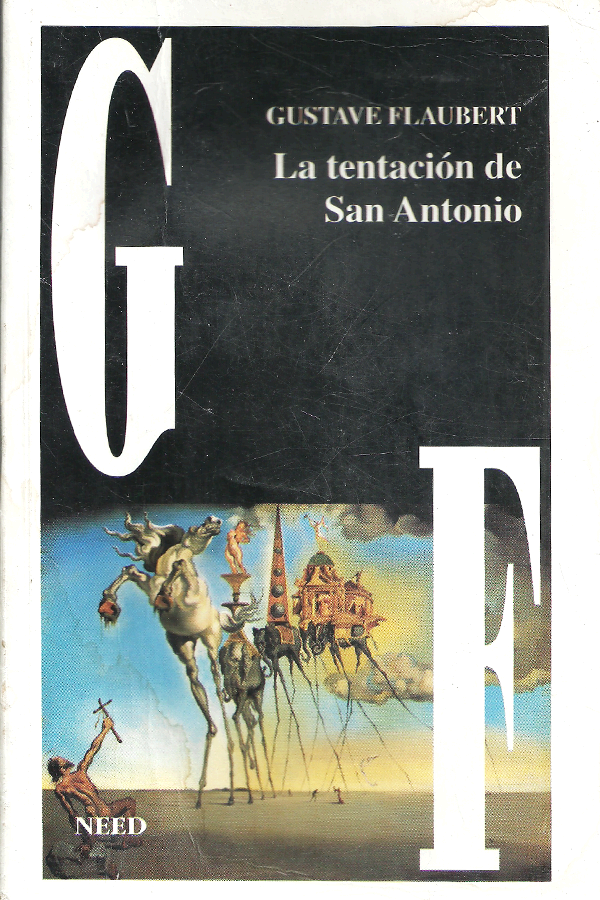 G
GUSTAVE FLAUBERT
La tentación de
San Antonio
F
NEED